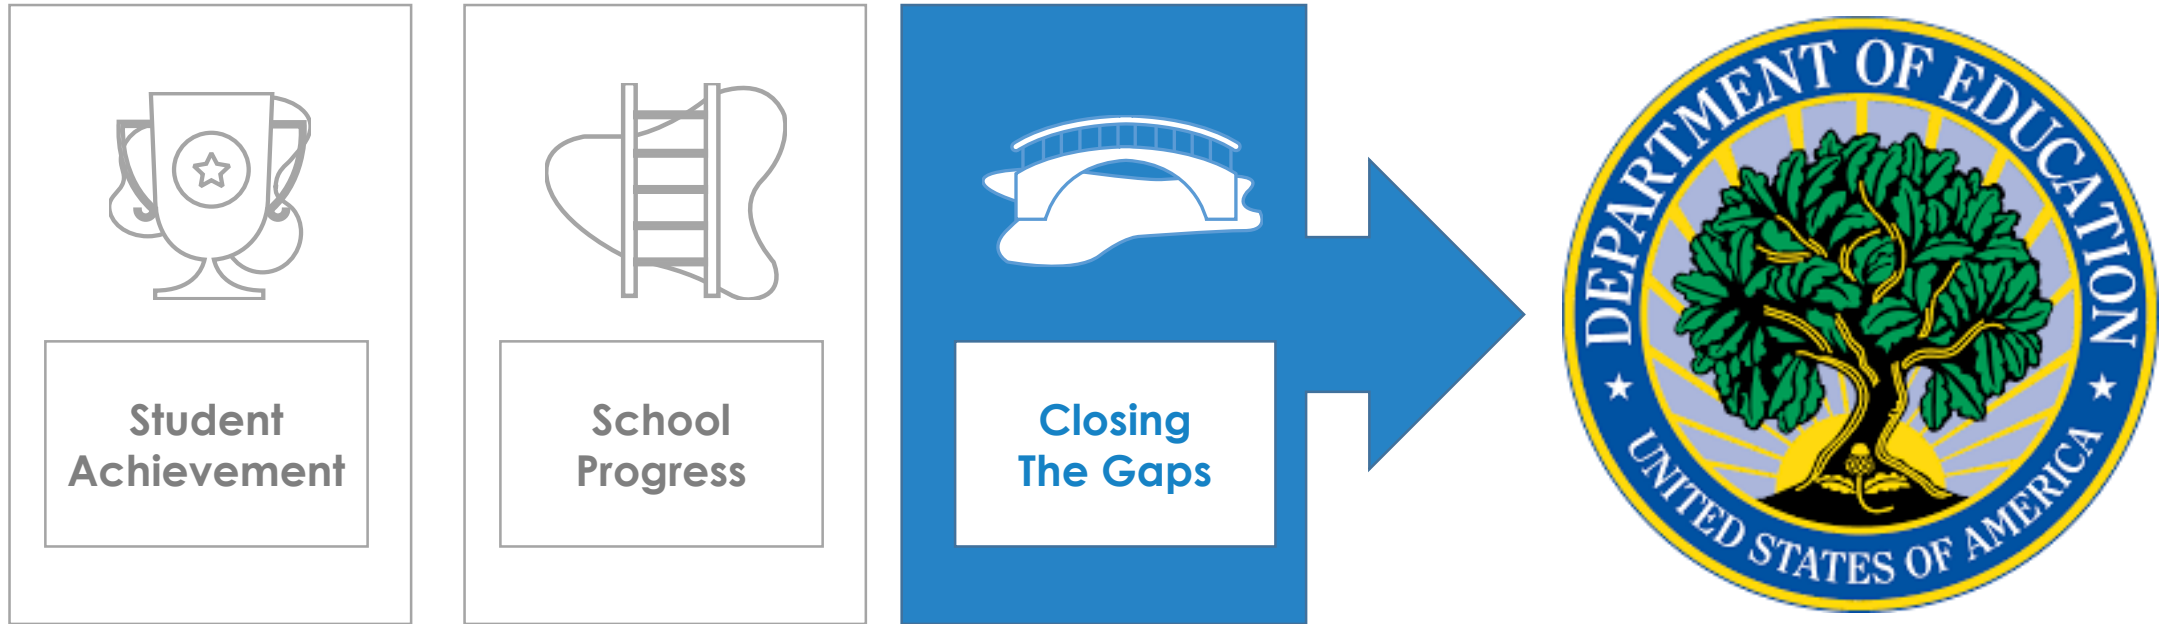 Student
Achievement
School
Progress
Closing
The Gaps
DEPARTMENT OF EDUCATION
UNITED STATES OF AMERICA